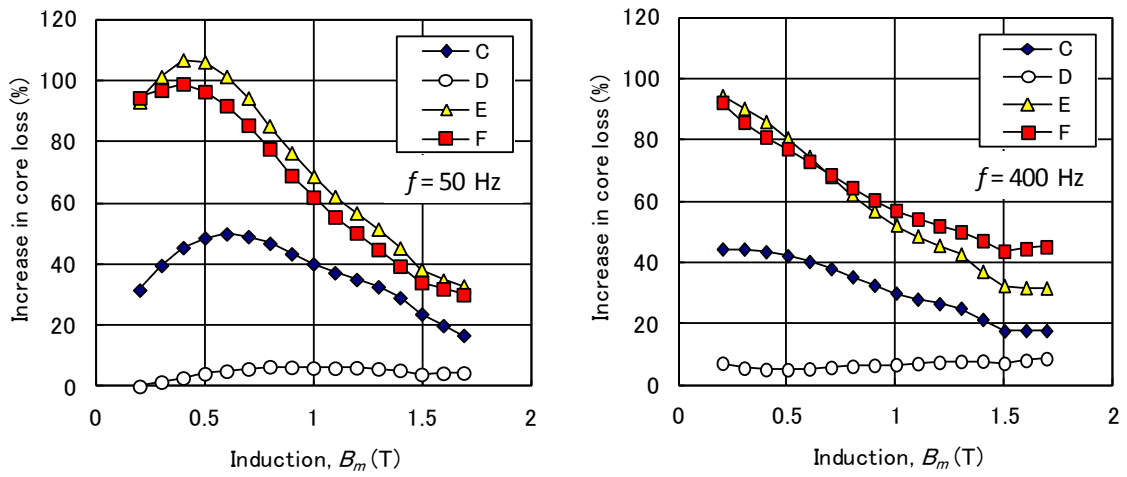 120
100
80
60
40
20
0
0 0.5 1 1.5 2
Increase in core loss (%)
Induction, Bm (T)
C
D
E
F
f = 50 Hz
120
100
80
60
40
20
0
0 0.5 1 1.5 2
Increase in core loss (%)
Induction, Bm (T)
C
D
E
F
f = 400 Hz